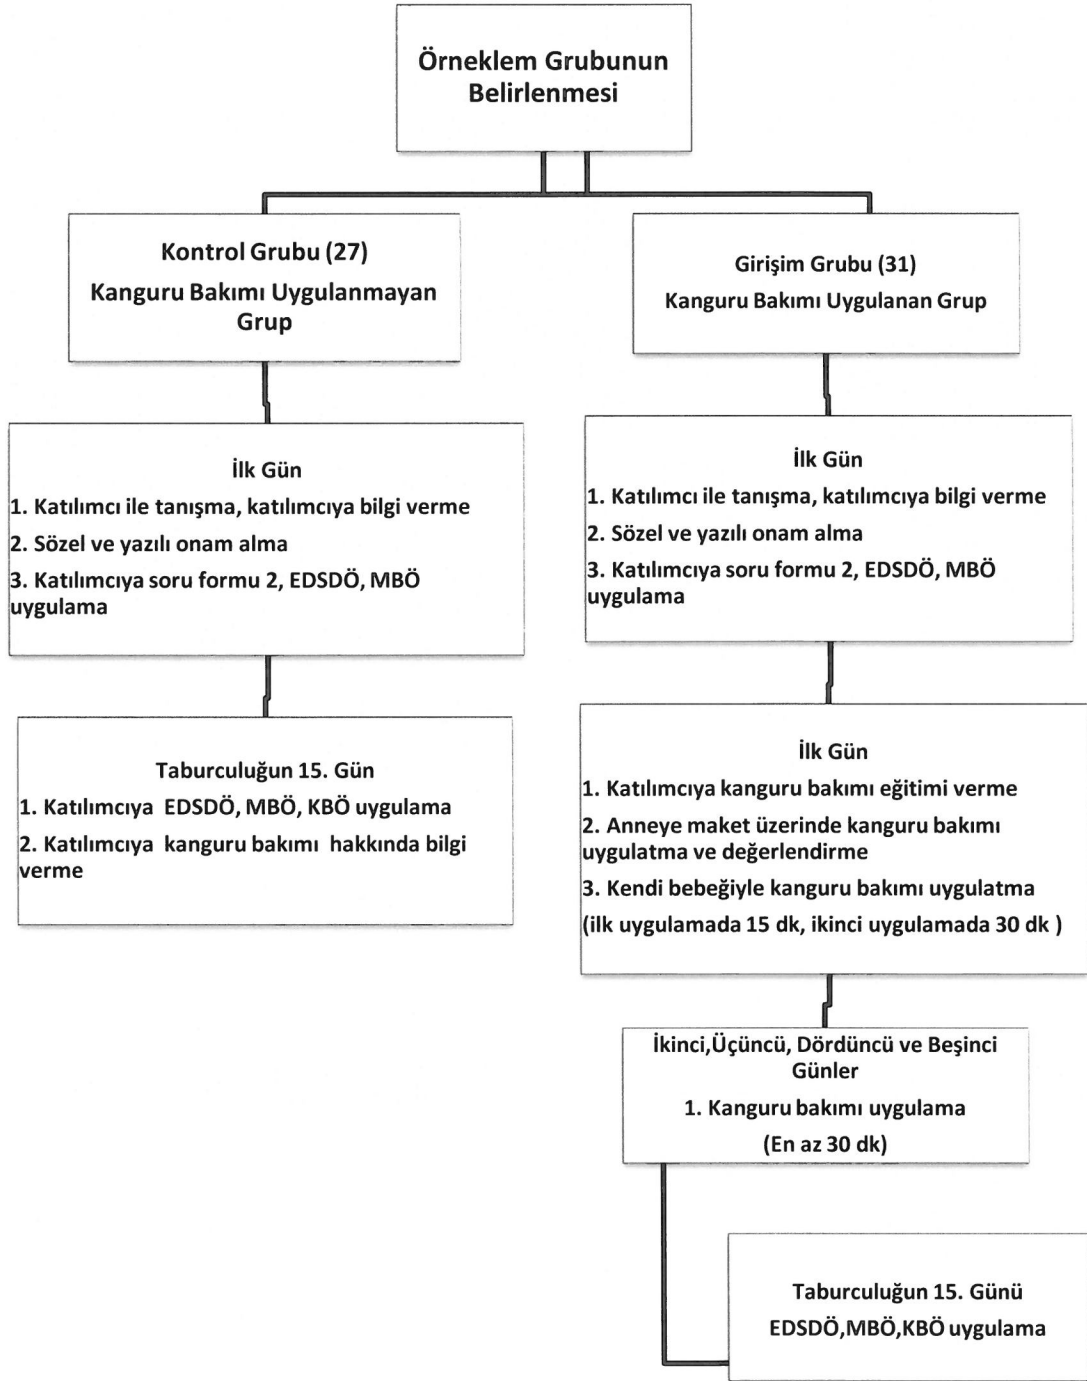 Örneklem Grubunun
Belirlenmesi
Kontrol Grubu (27)
Kanguru Bakımı Uygulanmayan
Grup
Girişim Grubu (31)
Kanguru Bakımı Uygulanan Grup
İlk Gün
1. Katılımcı ile tanışma, katılımcıya bilgi verme
2. Sözel ve yazılı onam alma
3. Katılımcıya soru formu 2, EDSDÖ, MBÖ
uygulama
İlk Gün
1. Katılımcı ile tanışma, katılımcıya bilgi verme
2. Sözel ve yazılı onam alma
3. Katılımcıya soru formu 2, EDSDÖ, MBÖ
uygulama
Taburculuğun 15. Gün
1. Katılımcıya EDSDÖ, MBÖ, KBÖ uygulama
2. Katılımcıya kanguru bakımı hakkında bilgi
verme
İlk Gün
1. Katılımcıya kanguru bakımı eğitimi verme
2. Anneye maket üzerinde kanguru bakımı
uygulatma ve değerlendirme
3. Kendi bebeğiyle kanguru bakımı uygulatma
(ilk uygulamada 15 dk, ikinci uygulamada 30 dk )
İkinci,Üçüncü, Dördüncü ve Beşinci
Günler
1. Kanguru bakımı uygulama
(En az 30 dk)
Taburculuğun 15. Günü
EDSDÖ,MBÖ,KBÖ uygulama